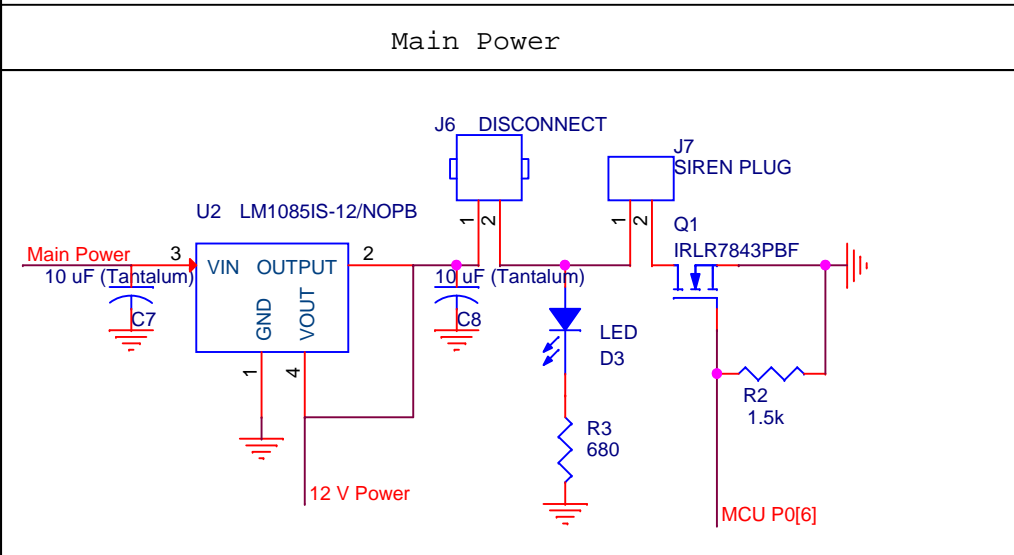 Main Power
J6 DISCONNECT
J7
SIREN PLUG
1 2
1 2
U2 LM1085IS-12/NOPB
Q1
IRLR7843PBF
Main Power 3
VIN OUTPUT 2
10 uF (Tantalum)
10 uF (Tantalum)
GND VOUT
C7
C8
LED
D3
1 4
R2
1.5k
R3
680
12 V Power
MCU P0[6]